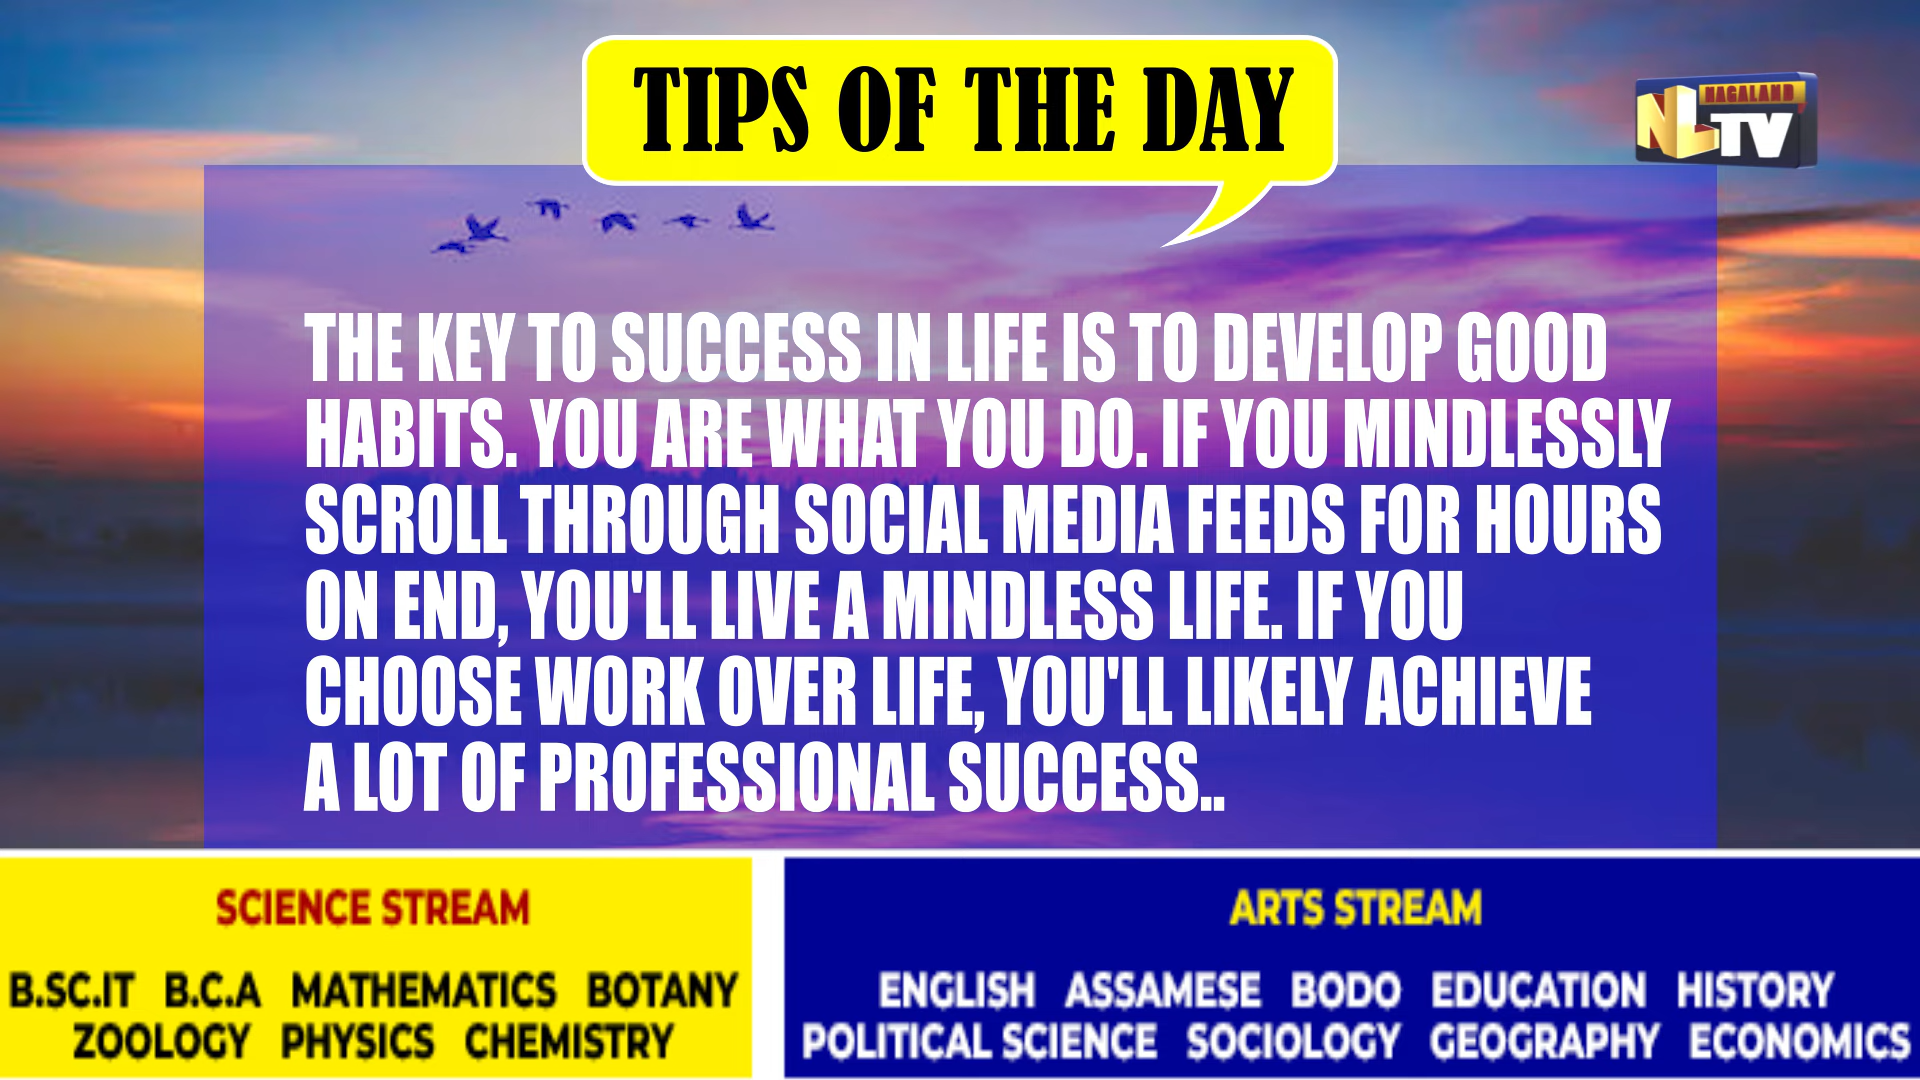 TIPS OF THE DAY
NAGALAND
NLTV
THE KEY TO SUCCESS IN LIFE IS TO DEVELOP GOOD
HABITS. YOU ARE WHAT YOU DO. IF YOU MINDLESSLY
SCROLL THROUGH SOCIAL MEDIA FEEDS FOR HOURS
ON END, YOU'LL LIVE A MINDLESS LIFE. IF YOU
CHOOSE WORK OVER LIFE, YOU'LL LIKELY ACHIEVE
A LOT OF PROFESSIONAL SUCCESS..
SCIENCE STREAM
B.SC.IT B.C.A MATHEMATICS BOTANY
ZOOLOGY PHYSICS CHEMISTRY
ARTS STREAM
ENGLISH ASSAMESE BODO EDUCATION HISTORY
POLITICAL SCIENCE SOCIOLOGY GEOGRAPHY ECONOMICS